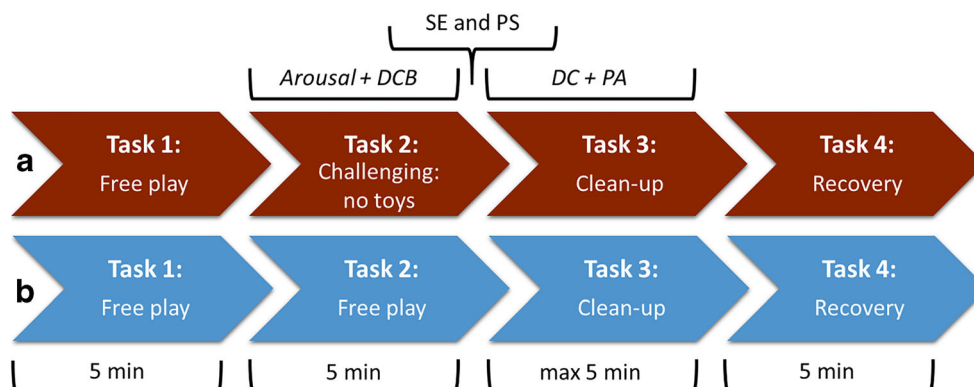 SE and PS
Arousal + DCB
DC + PA
a
Task 1:
Free play
Task 2:
Challenging:
no toys
Task 3:
Clean-up
Task 4:
Recovery
b
Task 1:
Free play
Task 2:
Free play
Task 3:
Clean-up
Task 4:
Recovery
5 min
5 min
max 5 min
5 min